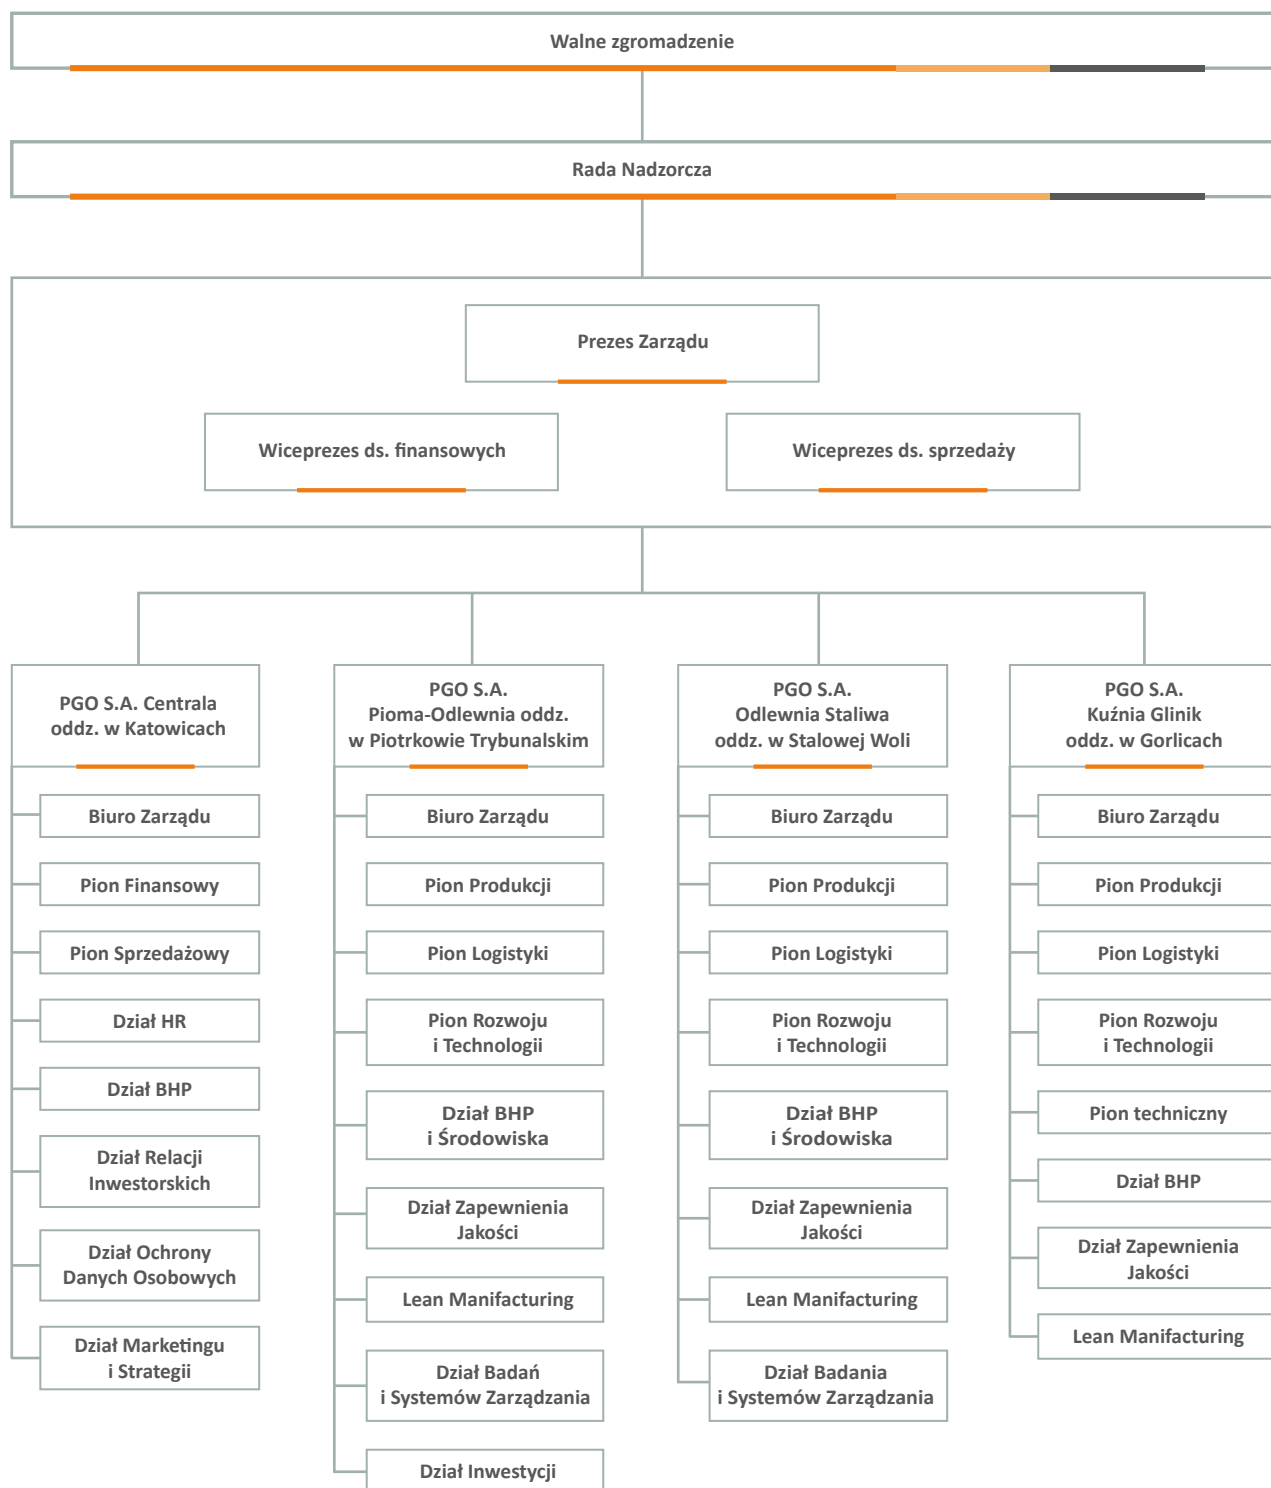 Walne zgromadzenie
Rada Nadzorcza
Prezes Zarządu
Wiceprezes ds. finansowych
Wiceprezes ds. sprzedaży
PGO S.A. Centrala
oddz. w Katowicach
Biuro Zarządu
Pion Finansowy
Pion Sprzedażowy
Dział HR
Dział BHP
Dział Relacji
Inwestorskich
Dział Ochrony
Danych Osobowych
Dział Marketingu
i Strategii
PGO S.A.
Pioma-Odlewnia oddz.
w Piotrkowie Trybunalskim
Biuro Zarządu
Pion Produkcji
Pion Logistyki
Pion Rozwoju
i Technologii
Dział BHP
i Środowiska
Dział Zapewnienia
Jakości
Lean Manifacturing
Dział Badań
i Systemów Zarządzania
Dział Inwestycji
PGO S.A.
Odlewnia Staliwa
oddz. w Stalowej Woli
Biuro Zarządu
Pion Produkcji
Pion Logistyki
Pion Rozwoju
i Technologii
Dział BHP
i Środowiska
Dział Zapewnienia
Jakości
Lean Manifacturing
Dział Badania
i Systemów Zarządzania
PGO S.A.
Kuźnia Glinik
oddz. w Gorlicach
Biuro Zarządu
Pion Produkcji
Pion Logistyki
Pion Rozwoju
i Technologii
Pion techniczny
Dział BHP
Dział Zapewnienia
Jakości
Lean Manifacturing